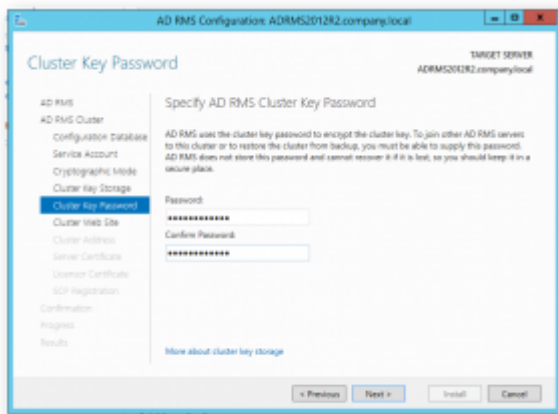 AD RMS Configuration: ADRMS2012R2.company.local
Cluster Key Password
TARGET SERVER
ADRMS2012R2.company.local
AD RMS
AD RMS Cluster
Configuration Database
Service Account
Cryptographic Mode
Cluster Key Storage
Cluster Key Password
Cluster Web Site
Cluster Address
Server Certificate
Licensor Certificate
SCP Registration
Confirmation
Progress
Results
Specify AD RMS Cluster Key Password
AD RMS uses the cluster key password to encrypt the cluster key. To join other AD RMS servers
to this cluster or to restore the cluster from backup, you must be able to supply this password.
AD RMS does not store this password and cannot recover it if it is lost, so you should keep it in a
secure place.
Password:
••••••••••••
Confirm Password:
••••••••••••
More about cluster key storage
< Previous
Next >
Install
Cancel